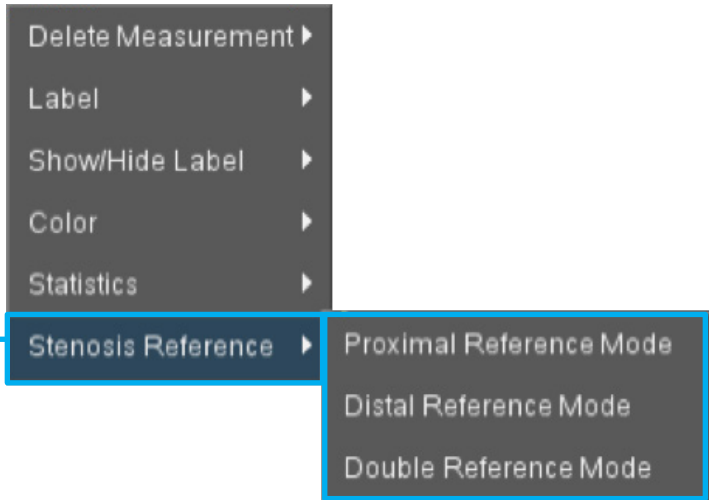 Delete Measurement
Label
Show/Hide Label
Color
Statistics
Stenosis Reference
Proximal Reference Mode
Distal Reference Mode
Double Reference Mode